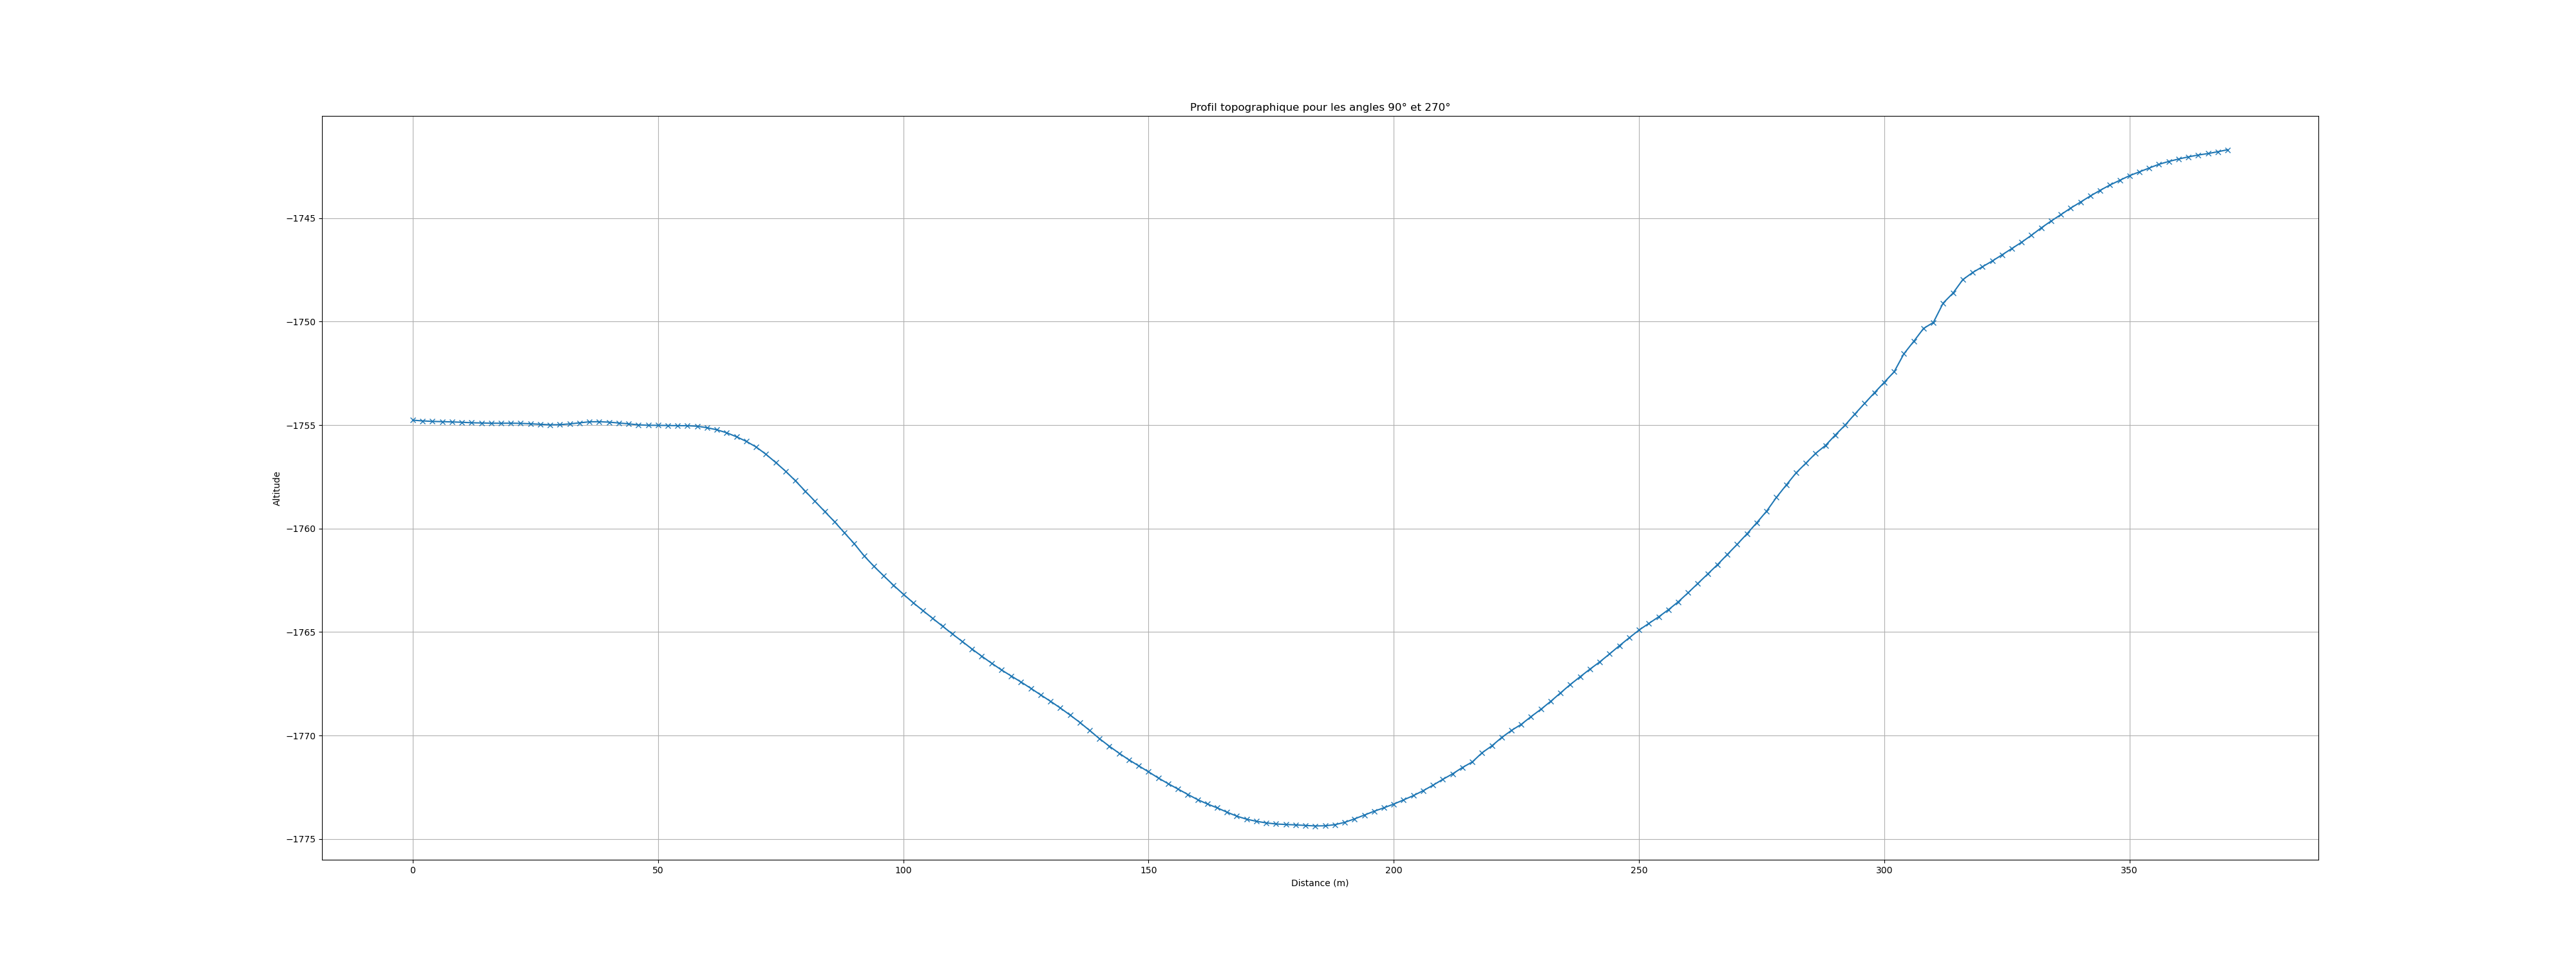 Profil topographique pour les angles 90° et 270°
Altitude
−1745
−1750
−1755
−1760
−1765
−1770
−1775
0 50 100 150 200 250 300 350
Distance (m)